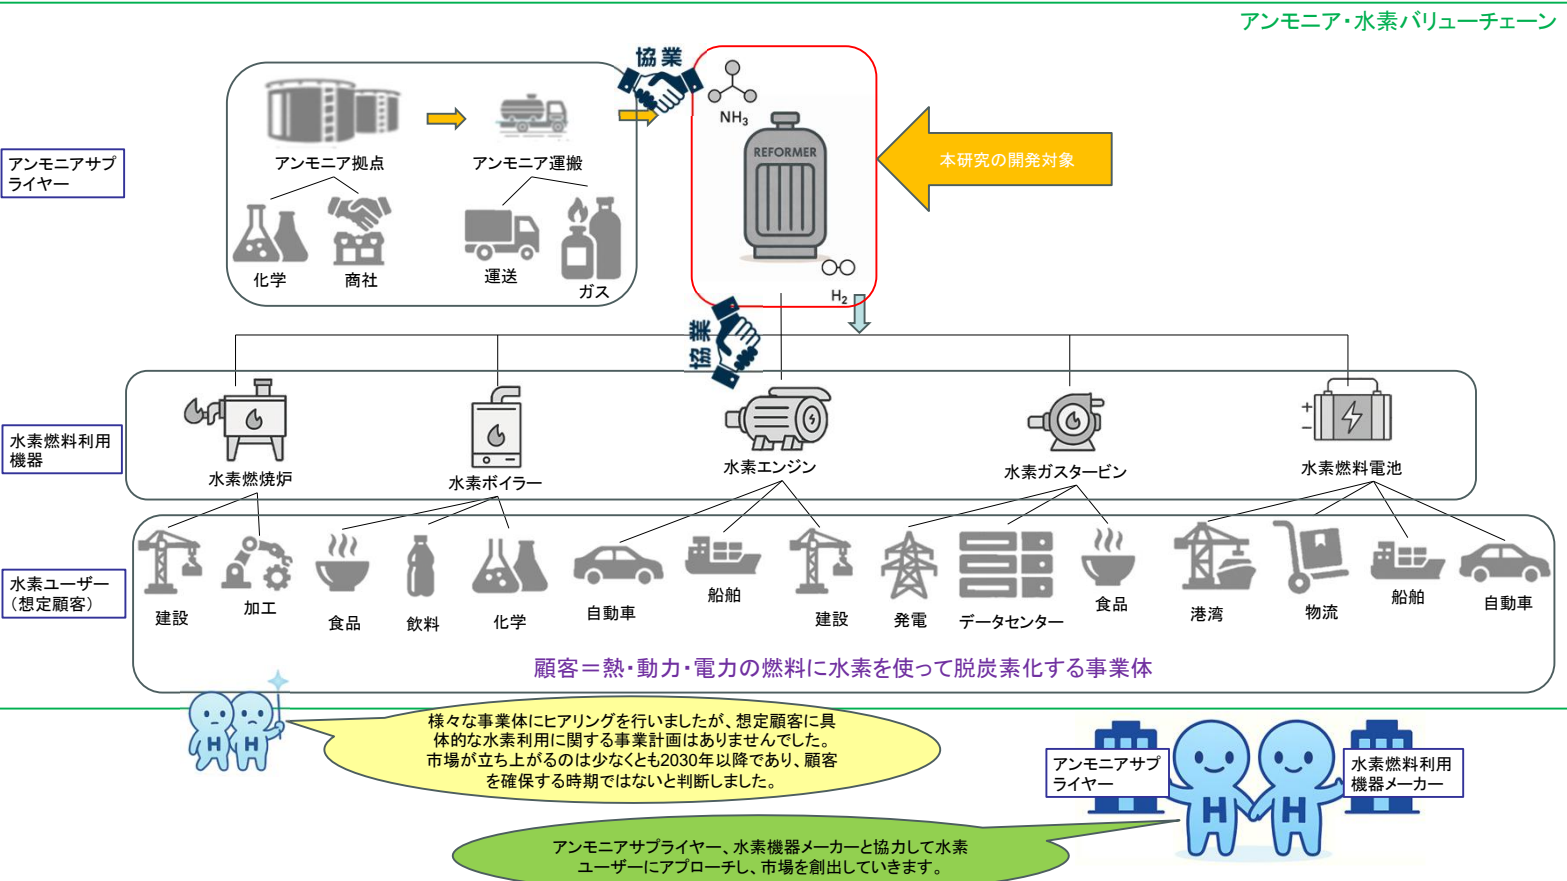 アンモニア・水素バリューチェーン
協業
NH3
REFORMER
H2
本研究の開発対象
アンモニアサプ
ライヤー
アンモニア拠点
アンモニア運搬
化学
商社
運送
ガス
協業
水素燃料利用
機器
水素燃焼炉
水素ボイラー
水素エンジン
水素ガスタービン
水素燃料電池
+
−
水素ユーザー
（想定顧客）
建設
加工
食品
飲料
化学
自動車
船舶
建設
発電
データセンター
食品
港湾
物流
船舶
自動車
顧客＝熱・動力・電力の燃料に水素を使って脱炭素化する事業体
H
H
様々な事業体にヒアリングを行いましたが、想定顧客に具
体的な水素利用に関する事業計画はありませんでした。
市場が立ち上がるのは少なくとも2030年以降であり、顧客
を確保する時期ではないと判断しました。
アンモニアサプ
ライヤー
水素燃料利用
機器メーカー
H
H
アンモニアサプライヤー、水素機器メーカーと協力して水素
ユーザーにアプローチし、市場を創出していきます。